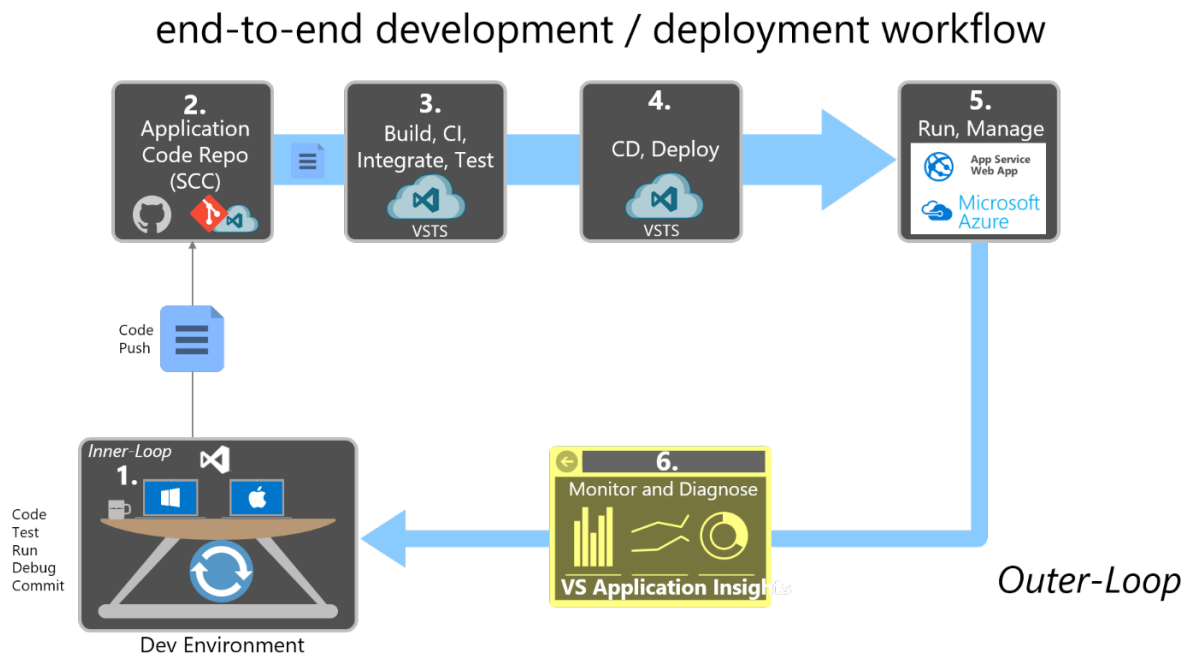 end-to-end development / deployment workflow
2.
Application
Code Repo
(SCC)
3.
Build, CI,
Integrate, Test
VSTS
4.
CD, Deploy
VSTS
5.
Run, Manage
App Service
Web App
Microsoft
Azure
Code
Push
Inner-Loop
1.
Code
Test
Run
Debug
Commit
Dev Environment
6.
Monitor and Diagnose
VS Application Insights
Outer-Loop